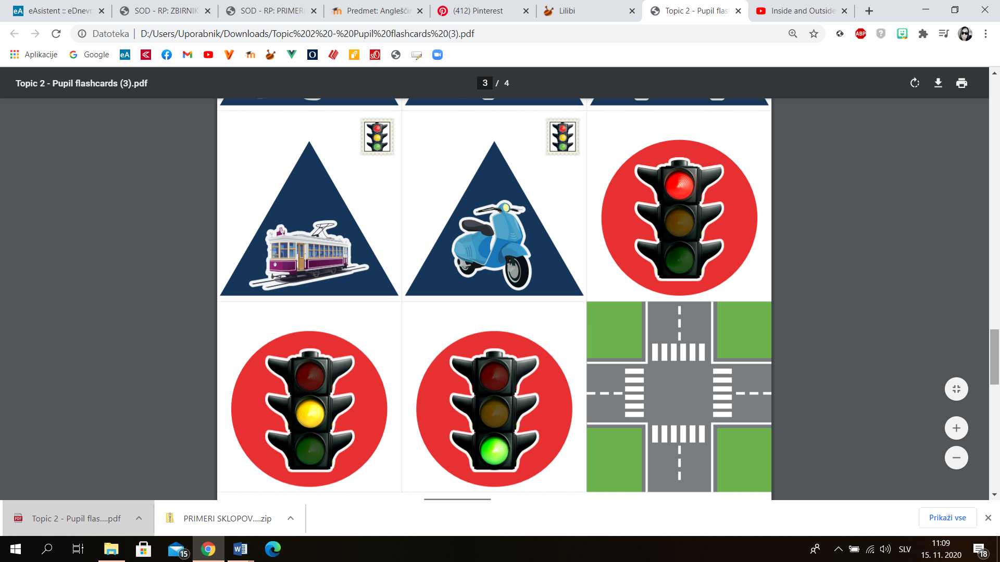 eAsistent :: eDnevn
SOD - RP: ZBIRNIK
SOD - RP: PRIMERI
Predmet: Angleščin
(412) Pinterest
Lilibi
Topic 2 - Pupil flas
Inside and Outside
Datoteka
D:/Users/Uporabnik/Downloads/Topic%202%20-%20Pupil%20flashcards%20(3).pdf
ABP
Aplikacije
Google
eA
Topic 2 - Pupil flashcards (3).pdf
3 / 4
Topic 2 - Pupil flas....pdf
PRIMERI SKLOPOV....zip
Prikaži vse
15
SLV
11:09
15. 11. 2020
18